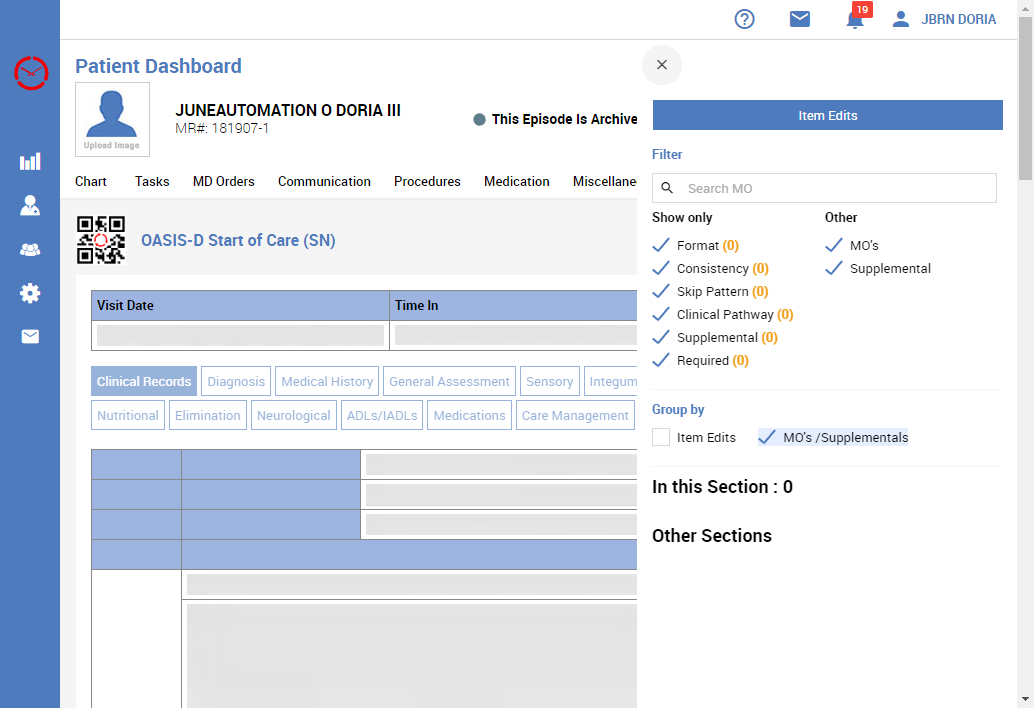 19
JBRN DORIA
Patient Dashboard
Upload Image
JUNEAUTOMATION O DORIA III
MR#: 181907-1
This Episode Is Archive
Chart Tasks MD Orders Communication Procedures Medication Miscellane
OASIS-D Start of Care (SN)
Visit Date Time In
Clinical Records Diagnosis Medical History General Assessment Sensory Integum
Nutritional Elimination Neurological ADLs/IADLs Medications Care Management
Item Edits
Filter
Search MO
Show only Other
Format (0) MO's
Consistency (0) Supplemental
Skip Pattern (0)
Clinical Pathway (0)
Supplemental (0)
Required (0)
Group by
Item Edits MO's /Supplementals
In this Section : 0
Other Sections